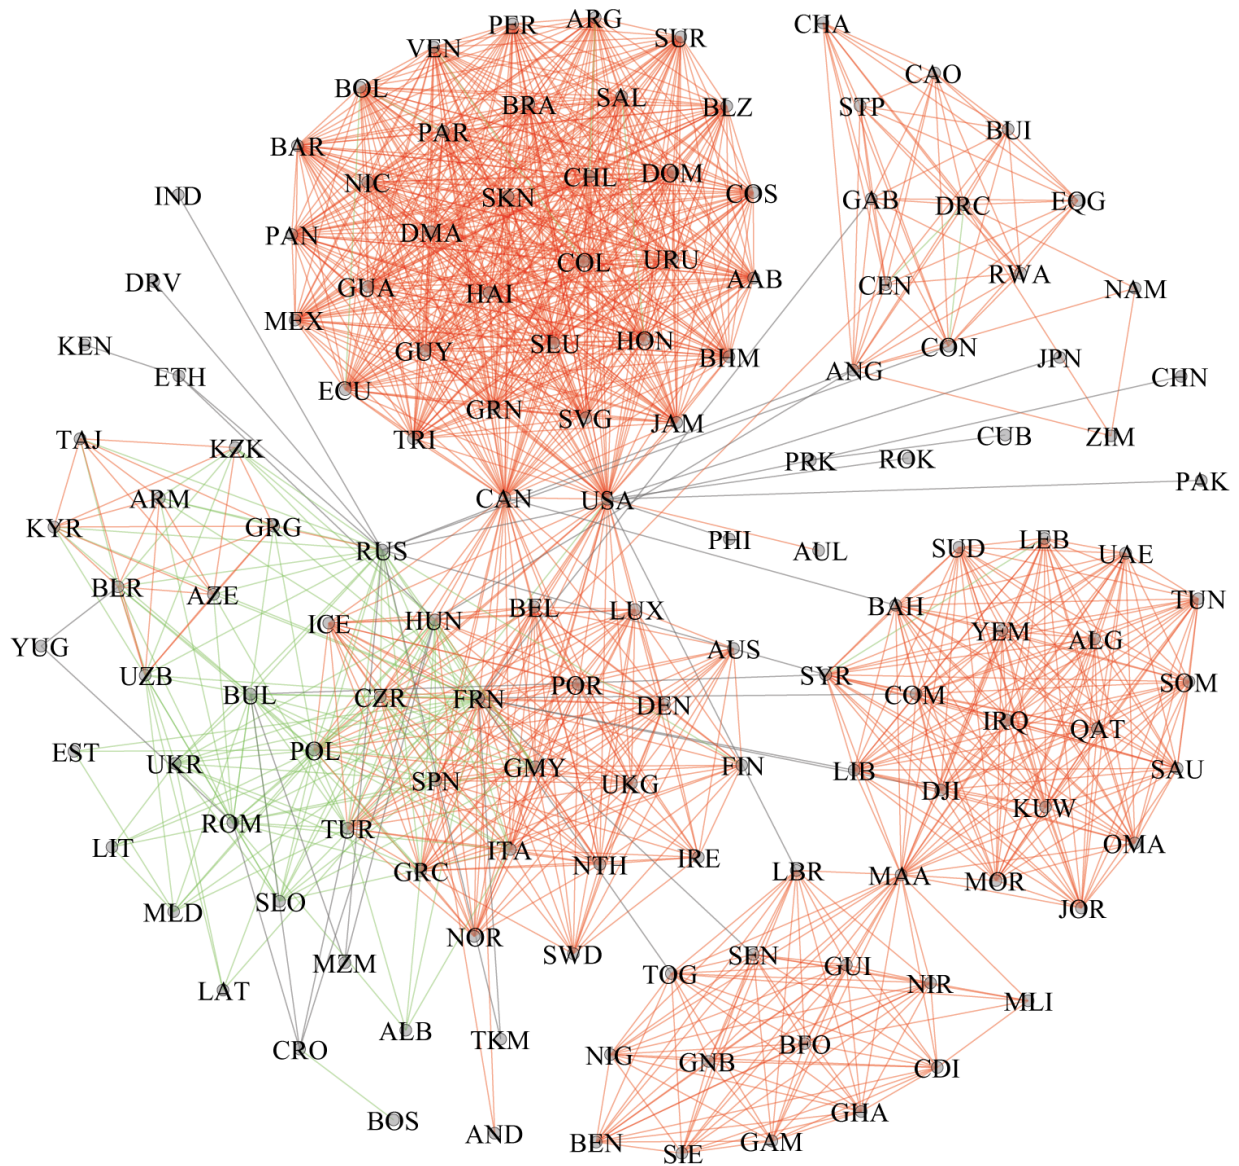 ARG
PER
CHA
SUR
VEN
CAO
BOL
BRA
SAL
BLZ
STP
BUI
PAR
BAR
NIC
CHL
DOM
IND
SKN
COS
GAB
DRC
EQG
PAN
DMA
COL
URU
AAB
RWA
DRV
GUA
HAI
CEN
NAM
MEX
KEN
GUY
SLU
HON
BHM
CON
JPN
ETH
ECU
ANG
CHN
GRN
SVG
JAM
TAJ
KZK
TRI
CUB
ZIM
PRK
ROK
PAK
ARM
CAN
USA
KYR
GRG
RUS
PHI
AUL
SUD
LEB
UAE
BLR
AZE
ICE
HUN
BEL
LUX
BAH
TUN
YUG
AUS
YEM
ALG
UZB
BUL
CZR
FRN
POR
DEN
SYR
COM
SOM
IRQ
QAT
EST
UKR
POL
SPN
GMY
UKG
FIN
LIB
DJI
SAU
KUW
ROM
TUR
LIT
GRC
ITA
NTH
IRE
LBR
MAA
MOR
OMA
MLD
SLO
JOR
NOR
SWD
LAT
MZM
TOG
SEN
GUI
NIR
MLI
CRO
ALB
TKM
NIG
GNB
BFO
CDI
BOS
AND
BEN
SIE
GAM
GHA